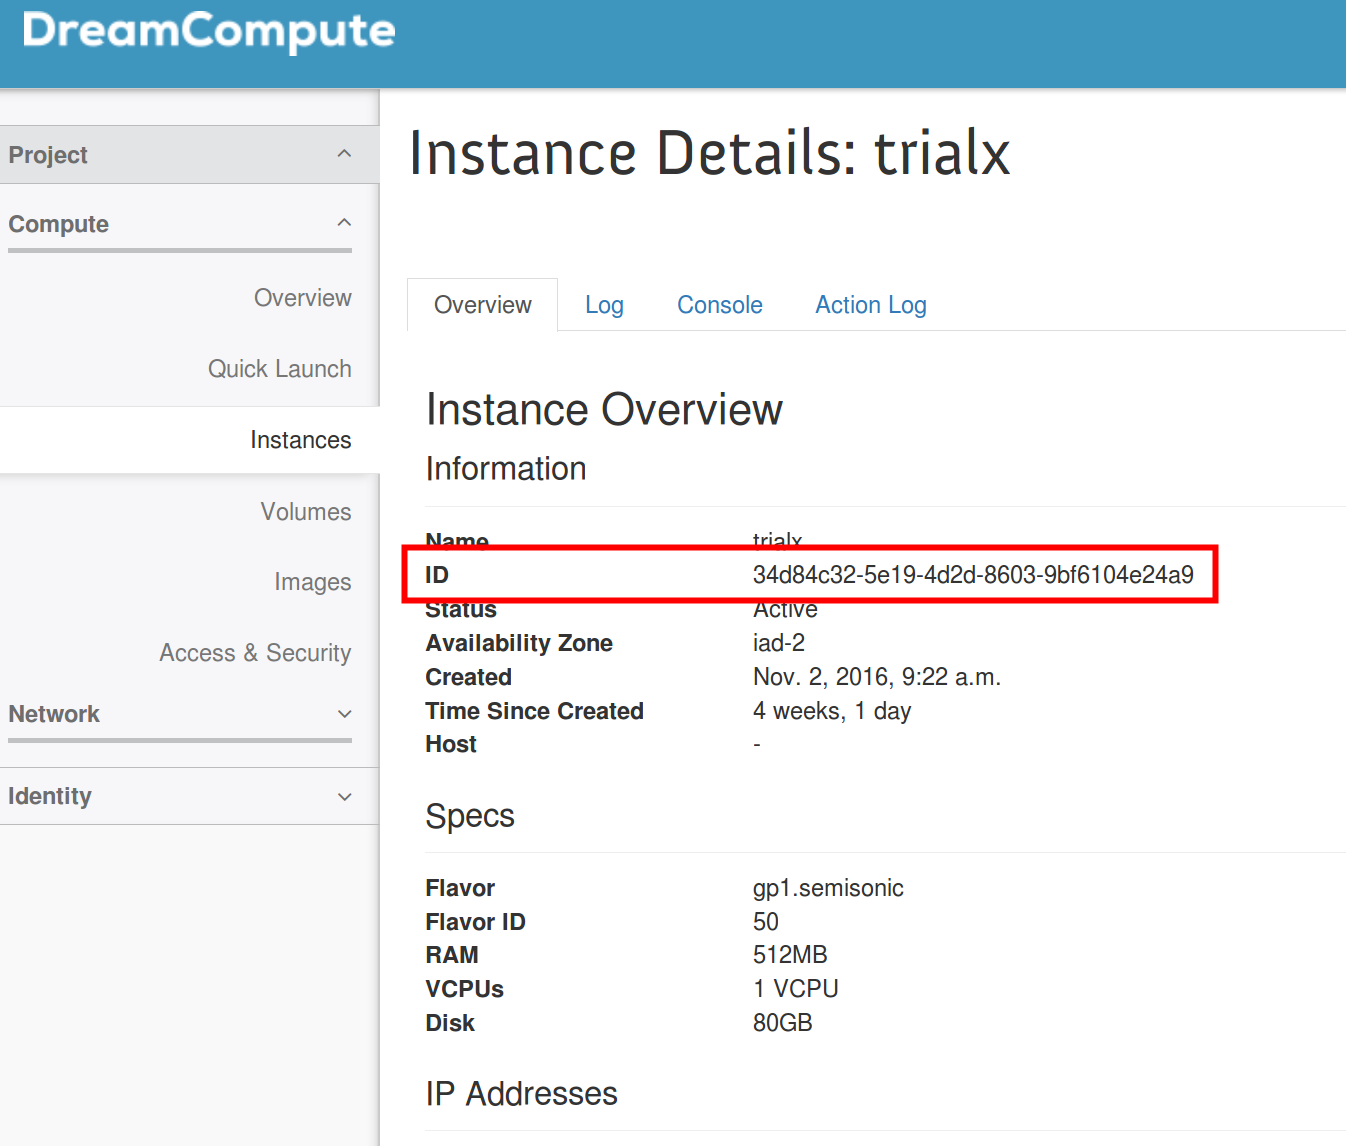 DreamCompute
Project
Compute
Overview
Quick Launch
Instances
Volumes
Images
Access & Security
Network
Identity
Instance Details: trialx
Overview Log Console Action Log
Instance Overview
Information
Name trialx
ID 34d84c32-5e19-4d2d-8603-9bf6104e24a9
Status Active
Availability Zone iad-2
Created Nov. 2, 2016, 9:22 a.m.
Time Since Created 4 weeks, 1 day
Host -
Specs
Flavor gp1.semisonic
Flavor ID 50
RAM 512MB
VCPUs 1 VCPU
Disk 80GB
IP Addresses